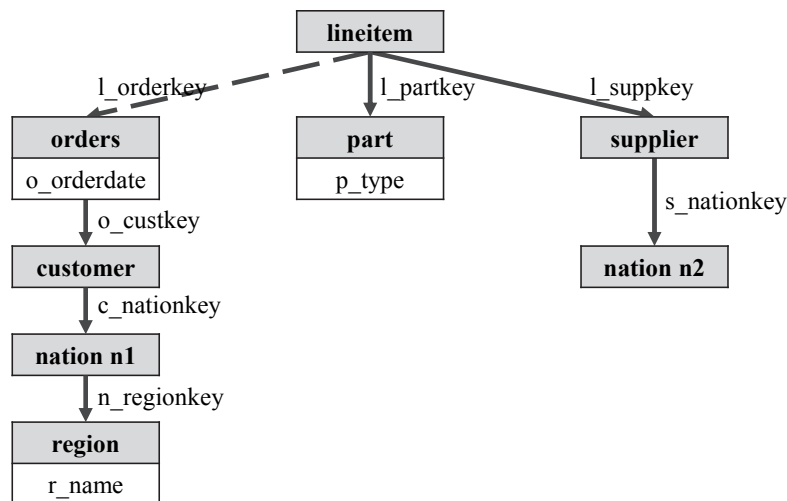 lineitem
l_orderkey
l_partkey
l_suppkey
orders
o_orderdate
part
p_type
supplier
o_custkey
s_nationkey
customer
nation n2
c_nationkey
nation n1
n_regionkey
region
r_name